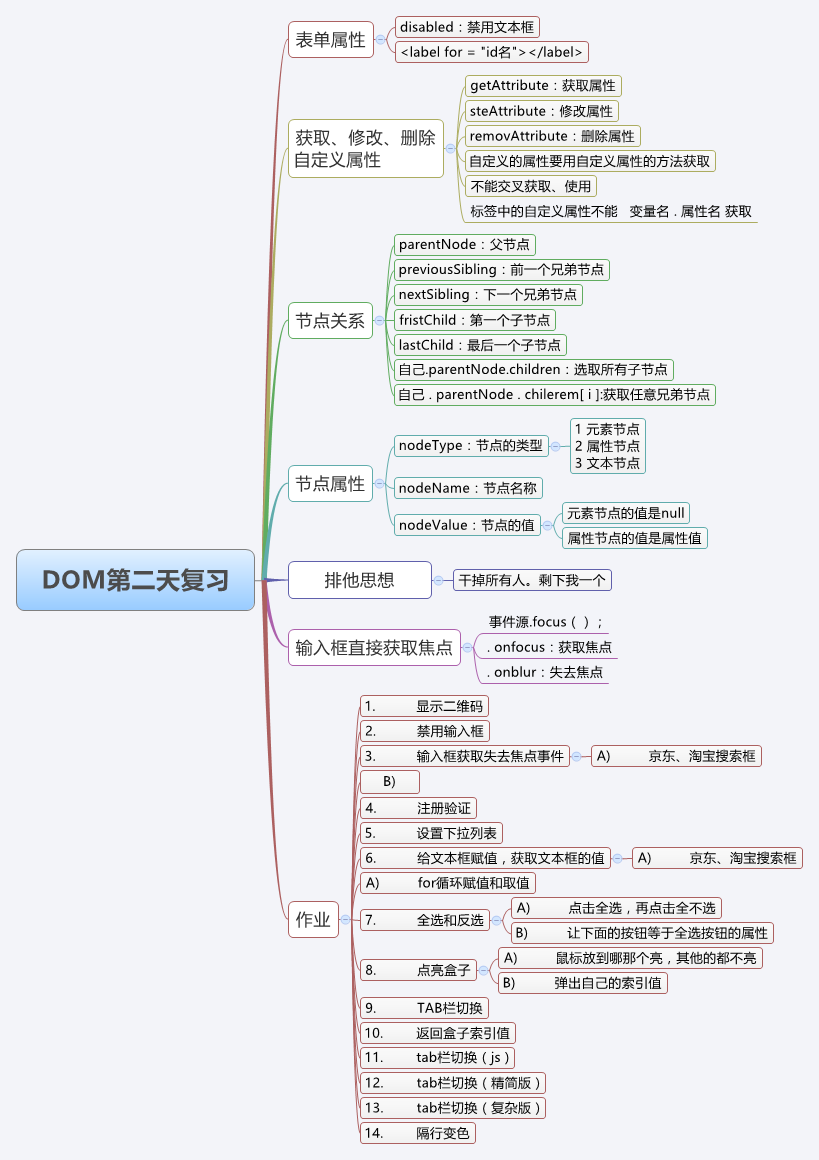 DOM第二天复习
表单属性
disabled：禁用文本框
<label for = "id名"></label>
获取、修改、删除
自定义属性
getAttribute：获取属性
steAttribute：修改属性
removAttribute：删除属性
自定义的属性要用自定义属性的方法获取
不能交叉获取、使用
标签中的自定义属性不能 变量名 . 属性名 获取
节点关系
parentNode：父节点
previousSibling：前一个兄弟节点
nextSibling：下一个兄弟节点
fristChild：第一个子节点
lastChild：最后一个子节点
自己.parentNode.children：选取所有子节点
自己 . parentNode . chilerem[ i ]:获取任意兄弟节点
节点属性
nodeType：节点的类型
1 元素节点
2 属性节点
3 文本节点
nodeName：节点名称
nodeValue：节点的值
元素节点的值是null
属性节点的值是属性值
排他思想
干掉所有人。剩下我一个
输入框直接获取焦点
事件源.focus（ ）；
. onfocus：获取焦点
. onblur：失去焦点
作业
1. 显示二维码
2. 禁用输入框
3. 输入框获取失去焦点事件
A) 京东、淘宝搜索框
B)
4. 注册验证
5. 设置下拉列表
6. 给文本框赋值，获取文本框的值
A) 京东、淘宝搜索框
A) for循环赋值和取值
7. 全选和反选
A) 点击全选，再点击全不选
B) 让下面的按钮等于全选按钮的属性
8. 点亮盒子
A) 鼠标放到哪那个亮，其他的都不亮
B) 弹出自己的索引值
9. TAB栏切换
10. 返回盒子索引值
11. tab栏切换（js）
12. tab栏切换（精简版）
13. tab栏切换（复杂版）
14. 隔行变色